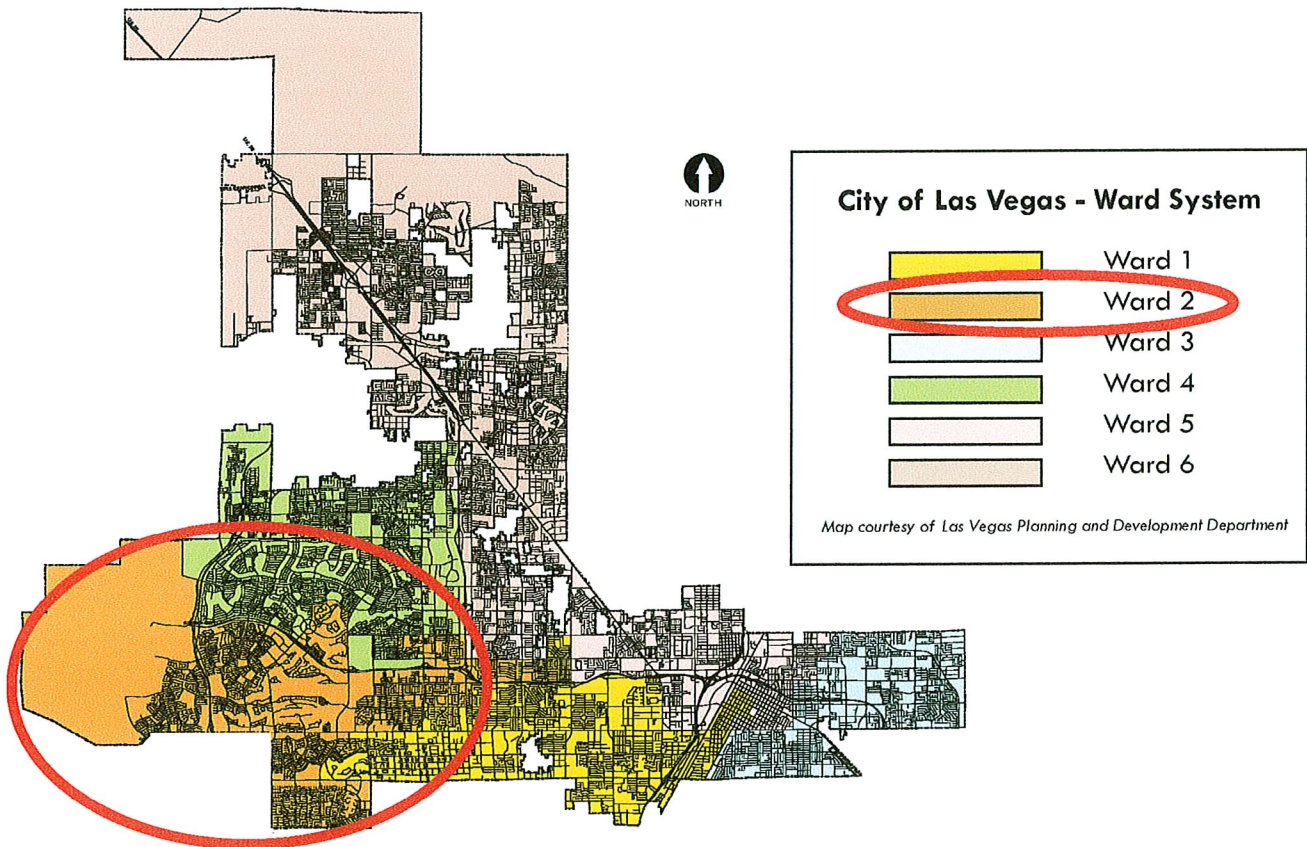 NORTH
City of Las Vegas - Ward System
Ward 1
Ward 2
Ward 3
Ward 4
Ward 5
Ward 6
Map courtesy of Las Vegas Planning and Development Department